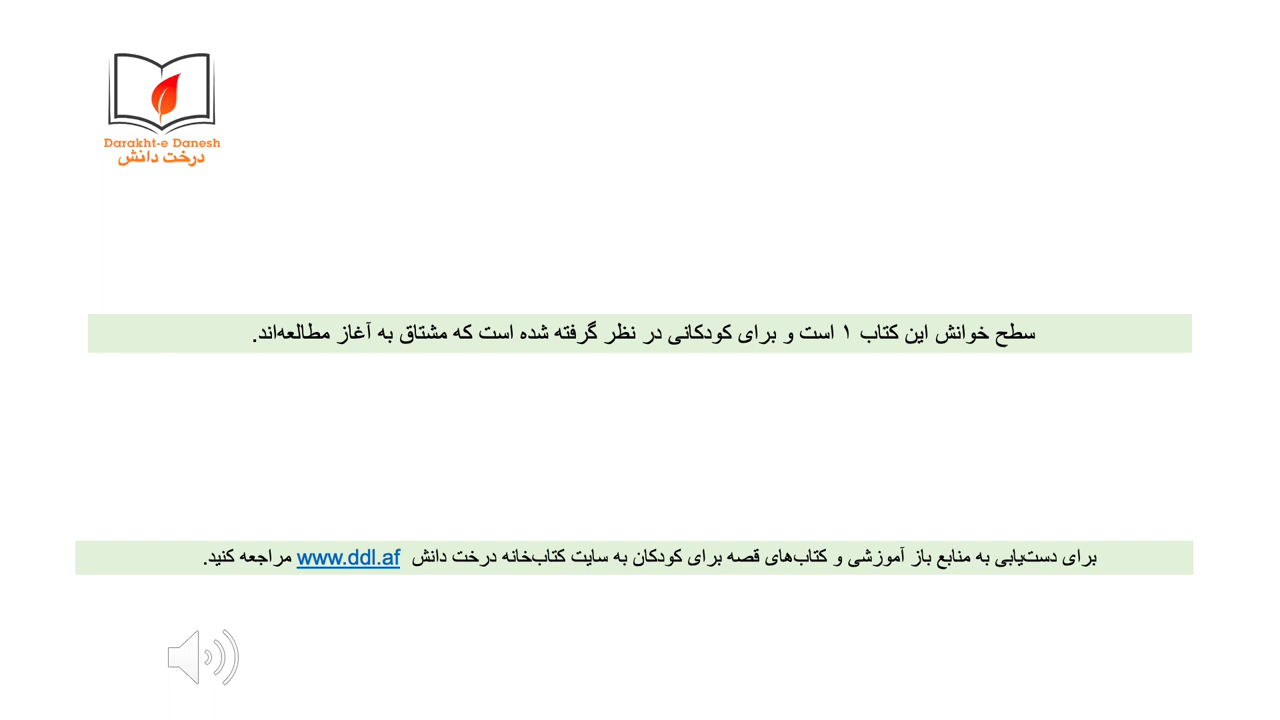 Darakht-e Danesh
درخت دانش
سطح خوانش این کتاب ۱ است و برای کودکانی در نظر گرفته شده است که مشتاق به آغاز مطالعه‌اند.
برای دست‌یابی به منابع باز آموزشی و کتاب‌های قصه برای کودکان به سایت کتاب‌خانه درخت دانش www.ddl.af مراجعه کنید.